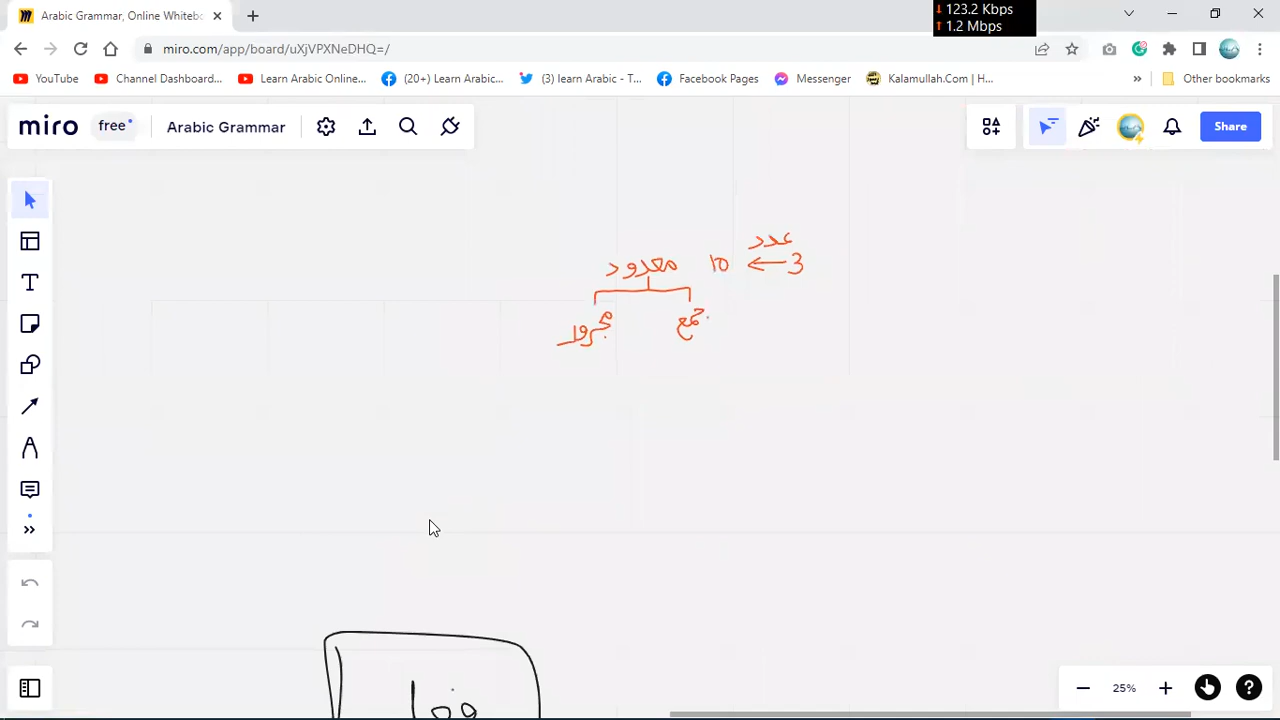 Arabic Grammar, Online Whitebo
123.2 Kbps
1.2 Mbps
miro.com/app/board/uXjVPXNeDHQ=/
YouTube
Channel Dashboard...
Learn Arabic Online...
(20+) Learn Arabic...
(3) learn Arabic - T...
Facebook Pages
Messenger
Kalamullah.Com | H...
»
Other bookmarks
miro
free
Arabic Grammar
Share
عدد
3 ← 10 معدود
جمع مجرور
25%